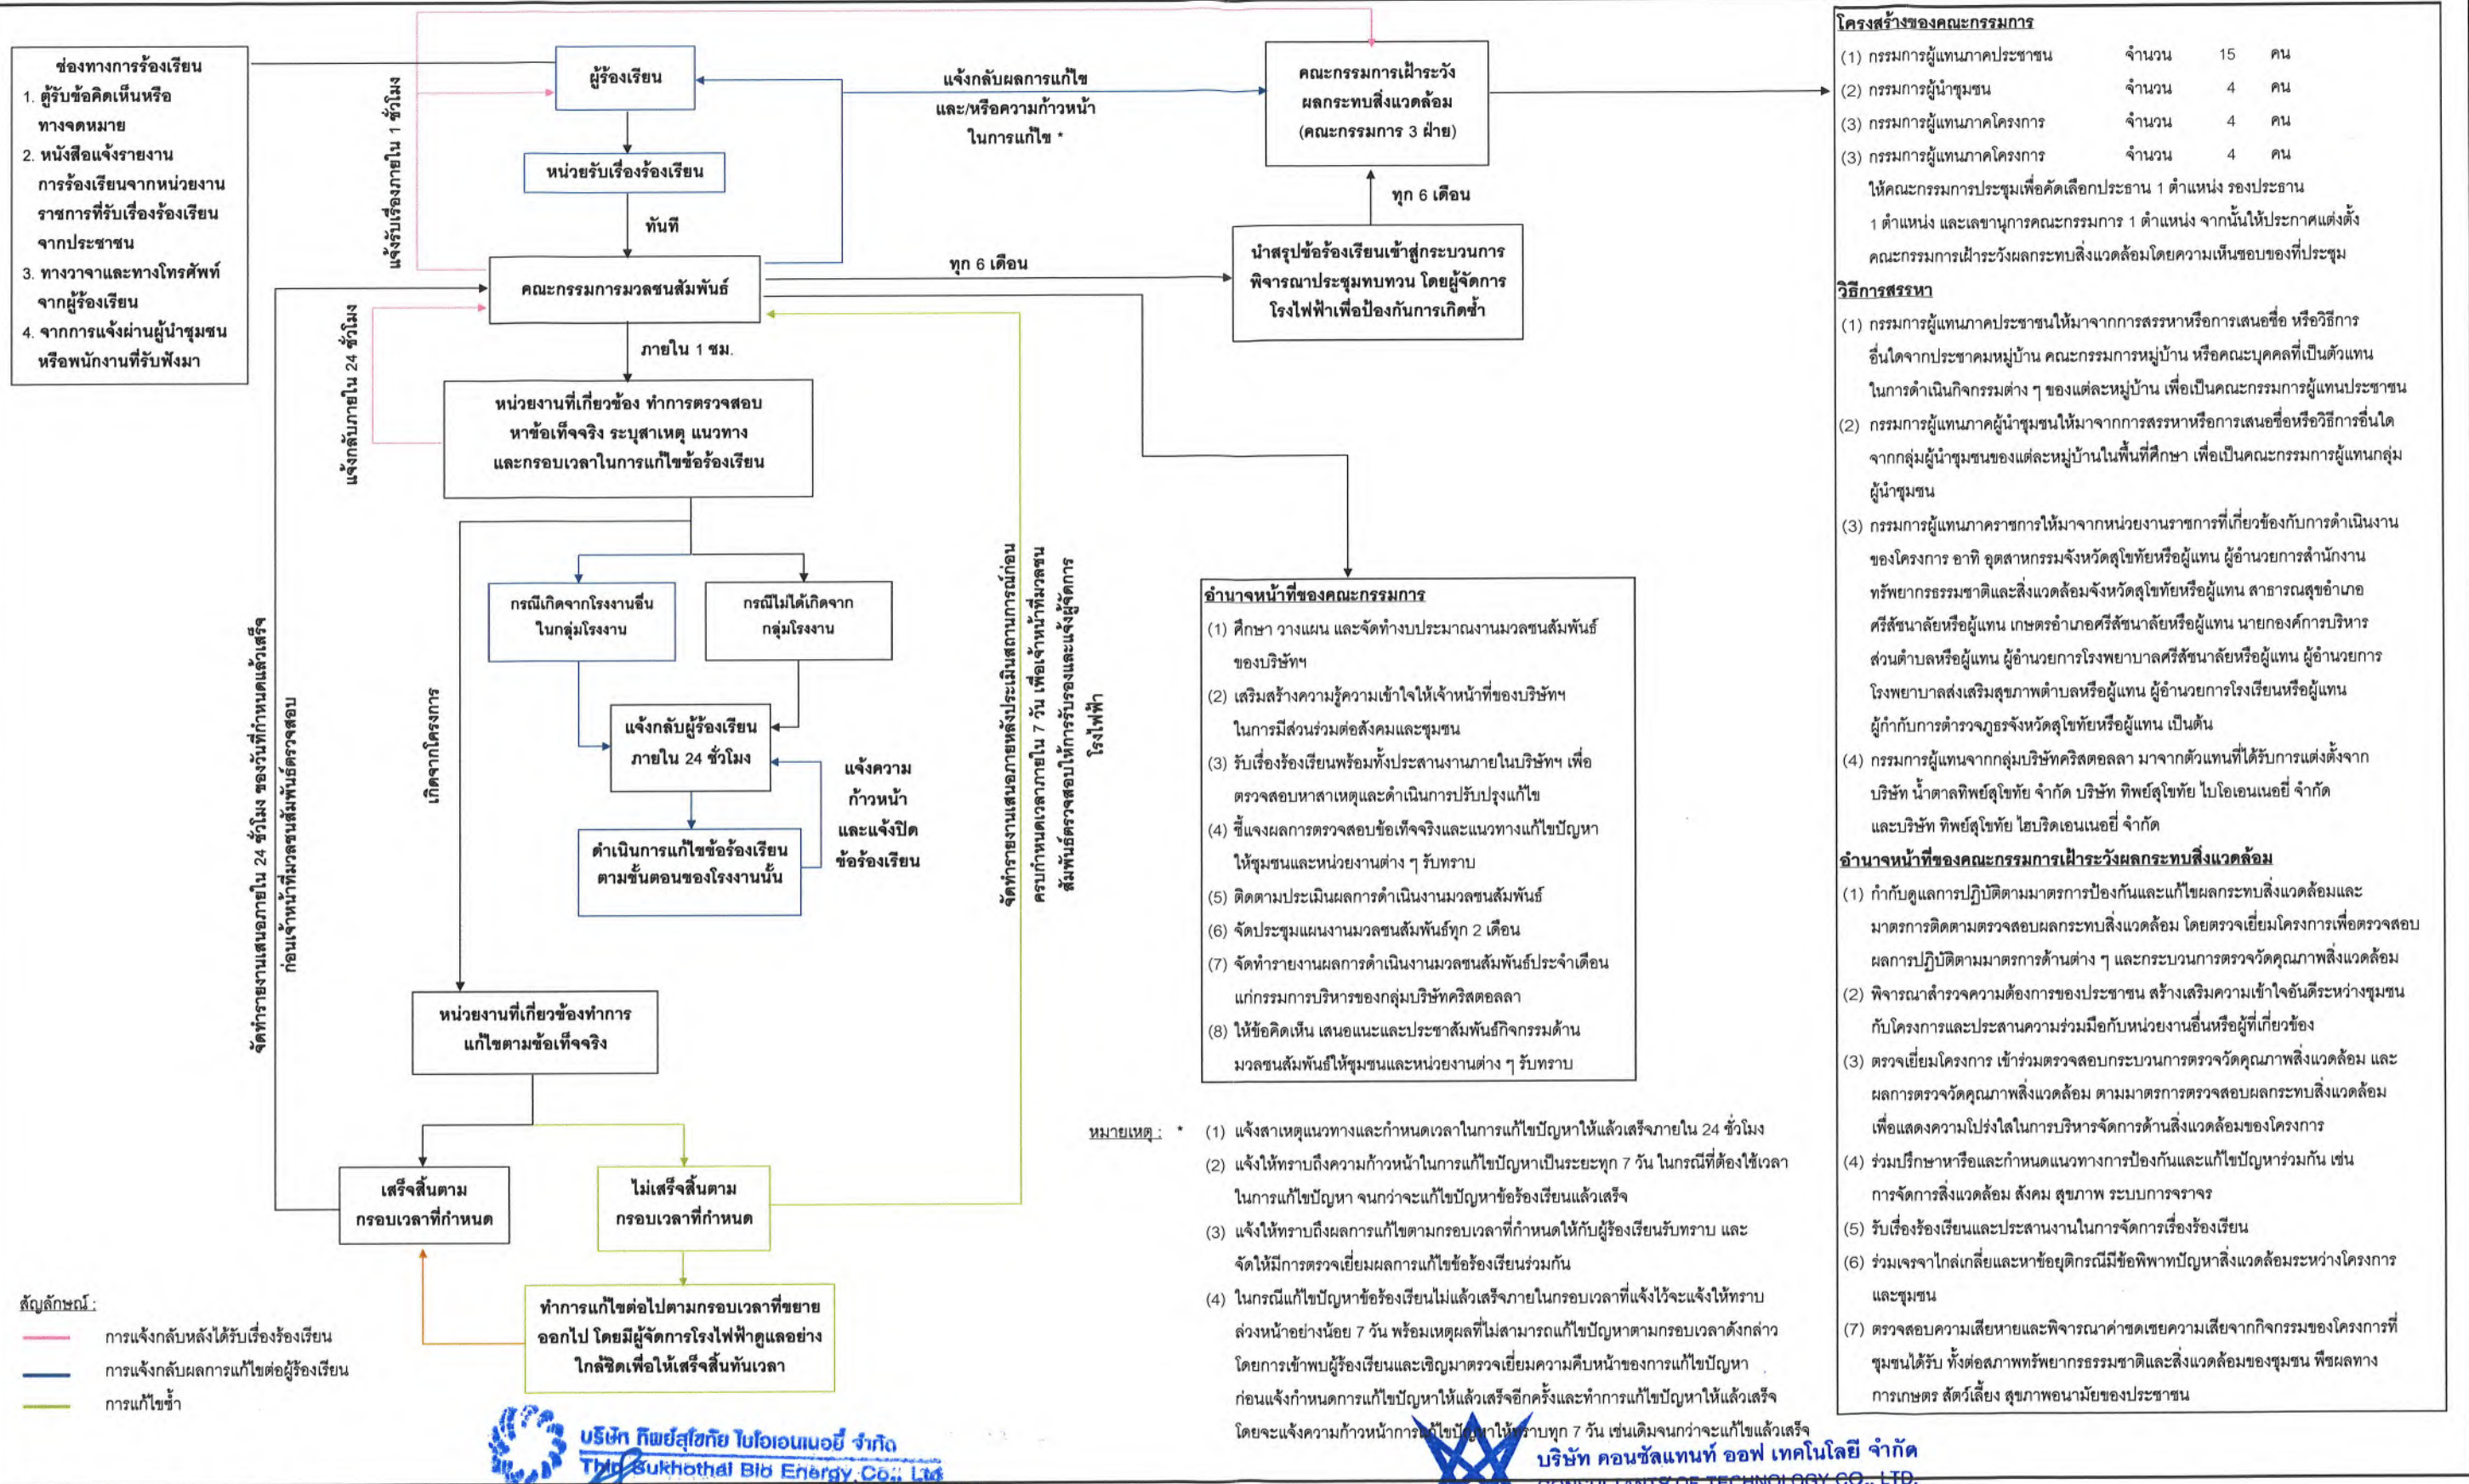 ช่องทางการร้องเรียน
1. ตู้รับข้อคิดเห็นหรือ
ทางจดหมาย
2. หนังสือแจ้งรายงาน
การร้องเรียนจากหน่วยงาน
ราชการที่รับเรื่องร้องเรียน
จากประชาชน
3. ทางวาจาและทางโทรศัพท์
จากผู้ร้องเรียน
4. จากการแจ้งผ่านผู้นำชุมชน
หรือพนักงานที่รับฟังมา
ผู้ร้องเรียน
หน่วยรับเรื่องร้องเรียน
ทันที
แจ้งรับเรื่องภายใน 1 ชั่วโมง
คณะกรรมการมวลชนสัมพันธ์
แจ้งกลับผลการแก้ไข
และ/หรือความก้าวหน้า
ในการแก้ไข *
คณะกรรมการเฝ้าระวัง
ผลกระทบสิ่งแวดล้อม
(คณะกรรมการ 3 ฝ่าย)
ทุก 6 เดือน
ทุก 6 เดือน
นำสรุปข้อร้องเรียนเข้าสู่กระบวนการ
พิจารณาประชุมทบทวน โดยผู้จัดการ
โรงไฟฟ้าเพื่อป้องกันการเกิดซ้ำ
ภายใน 1 ชม.
แจ้งกลับภายใน 24 ชั่วโมง
หน่วยงานที่เกี่ยวข้อง ทำการตรวจสอบ
หาข้อเท็จจริง ระบุสาเหตุ แนวทาง
และกรอบเวลาในการแก้ไขข้อร้องเรียน
กรณีเกิดจากโรงงานอื่น
ในกลุ่มโรงงาน
กรณีไม่ได้เกิดจาก
กลุ่มโรงงาน
เกิดจากโครงการ
แจ้งกลับผู้ร้องเรียน
ภายใน 24 ชั่วโมง
แจ้งความ
ก้าวหน้า
และแจ้งปิด
ข้อร้องเรียน
ดำเนินการแก้ไขข้อร้องเรียน
ตามขั้นตอนของโรงงานนั้น
จัดทำรายงานเสนอภายใน 24 ชั่วโมง ของวันที่กำหนดแล้วเสร็จ
ก่อนเจ้าหน้าที่มวลชนสัมพันธ์ตรวจสอบ
จัดทำรายงานเสนอภายหลังประเมินสถานการณ์ก่อน
ครบกำหนดเวลาภายใน 7 วัน เพื่อเจ้าหน้าที่มวลชน
สัมพันธ์ตรวจสอบให้การรับรองและแจ้งผู้จัดการ
โรงไฟฟ้า
หน่วยงานที่เกี่ยวข้องทำการ
แก้ไขตามข้อเท็จจริง
เสร็จสิ้นตาม
กรอบเวลาที่กำหนด
ไม่เสร็จสิ้นตาม
กรอบเวลาที่กำหนด
ทำการแก้ไขต่อไปตามกรอบเวลาที่ขยาย
ออกไป โดยมีผู้จัดการโรงไฟฟ้าดูแลอย่าง
ใกล้ชิดเพื่อให้เสร็จสิ้นทันเวลา
สัญลักษณ์ :
การแจ้งกลับหลังได้รับเรื่องร้องเรียน
การแจ้งกลับผลการแก้ไขต่อผู้ร้องเรียน
การแก้ไขซ้ำ
อำนาจหน้าที่ของคณะกรรมการ
(1) ศึกษา วางแผน และจัดทำงบประมาณงานมวลชนสัมพันธ์
ของบริษัทฯ
(2) เสริมสร้างความรู้ความเข้าใจให้เจ้าหน้าที่ของบริษัทฯ
ในการมีส่วนร่วมต่อสังคมและชุมชน
(3) รับเรื่องร้องเรียนพร้อมทั้งประสานงานภายในบริษัทฯ เพื่อ
ตรวจสอบหาสาเหตุและดำเนินการปรับปรุงแก้ไข
(4) ชี้แจงผลการตรวจสอบข้อเท็จจริงและแนวทางแก้ไขปัญหา
ให้ชุมชนและหน่วยงานต่าง ๆ รับทราบ
(5) ติดตามประเมินผลการดำเนินงานมวลชนสัมพันธ์
(6) จัดประชุมแผนงานมวลชนสัมพันธ์ทุก 2 เดือน
(7) จัดทำรายงานผลการดำเนินงานมวลชนสัมพันธ์ประจำเดือน
แก่กรรมการบริหารของกลุ่มบริษัทคริสตอลลา
(8) ให้ข้อคิดเห็น เสนอแนะและประชาสัมพันธ์กิจกรรมด้าน
มวลชนสัมพันธ์ให้ชุมชนและหน่วยงานต่าง ๆ รับทราบ
หมายเหตุ : * (1) แจ้งสาเหตุแนวทางและกำหนดเวลาในการแก้ไขปัญหาให้แล้วเสร็จภายใน 24 ชั่วโมง
(2) แจ้งให้ทราบถึงความก้าวหน้าในการแก้ไขปัญหาเป็นระยะทุก 7 วัน ในกรณีที่ต้องใช้เวลา
ในการแก้ไขปัญหา จนกว่าจะแก้ไขปัญหาข้อร้องเรียนแล้วเสร็จ
(3) แจ้งให้ทราบถึงผลการแก้ไขตามกรอบเวลาที่กำหนดให้กับผู้ร้องเรียนรับทราบ และ
จัดให้มีการตรวจเยี่ยมผลการแก้ไขข้อร้องเรียนร่วมกัน
(4) ในกรณีแก้ไขปัญหาข้อร้องเรียนไม่แล้วเสร็จภายในกรอบเวลาที่แจ้งไว้จะแจ้งให้ทราบ
ล่วงหน้าอย่างน้อย 7 วัน พร้อมเหตุผลที่ไม่สามารถแก้ไขปัญหาตามกรอบเวลาดังกล่าว
โดยการเข้าพบผู้ร้องเรียนและเชิญมาตรวจเยี่ยมความคืบหน้าของการแก้ไขปัญหา
ก่อนแจ้งกำหนดการแก้ไขปัญหาให้แล้วเสร็จอีกครั้งและทำการแก้ไขปัญหาให้แล้วเสร็จ
โดยจะแจ้งความก้าวหน้าการแก้ไขปัญหาให้ทราบทุก 7 วัน เช่นเดิมจนกว่าจะแก้ไขแล้วเสร็จ
โครงสร้างของคณะกรรมการ
(1) กรรมการผู้แทนภาคประชาชน จำนวน 15 คน
(2) กรรมการผู้นำชุมชน จำนวน 4 คน
(3) กรรมการผู้แทนภาคโครงการ จำนวน 4 คน
(3) กรรมการผู้แทนภาคโครงการ จำนวน 4 คน
ให้คณะกรรมการประชุมเพื่อคัดเลือกประธาน 1 ตำแหน่ง รองประธาน
1 ตำแหน่ง และเลขานุการคณะกรรมการ 1 ตำแหน่ง จากนั้นให้ประกาศแต่งตั้ง
คณะกรรมการเฝ้าระวังผลกระทบสิ่งแวดล้อมโดยความเห็นชอบของที่ประชุม
วิธีการสรรหา
(1) กรรมการผู้แทนภาคประชาชนให้มาจากการสรรหาหรือการเสนอชื่อ หรือวิธีการ
อื่นใดจากประชาคมหมู่บ้าน คณะกรรมการหมู่บ้าน หรือคณะบุคคลที่เป็นตัวแทน
ในการดำเนินกิจกรรมต่าง ๆ ของแต่ละหมู่บ้าน เพื่อเป็นคณะกรรมการผู้แทนประชาชน
(2) กรรมการผู้แทนภาคผู้นำชุมชนให้มาจากการสรรหาหรือการเสนอชื่อหรือวิธีการอื่นใด
จากกลุ่มผู้นำชุมชนของแต่ละหมู่บ้านในพื้นที่ศึกษา เพื่อเป็นคณะกรรมการผู้แทนกลุ่ม
ผู้นำชุมชน
(3) กรรมการผู้แทนภาคราชการให้มาจากหน่วยงานราชการที่เกี่ยวข้องกับการดำเนินงาน
ของโครงการ อาทิ อุตสาหกรรมจังหวัดสุโขทัยหรือผู้แทน ผู้อำนวยการสำนักงาน
ทรัพยากรธรรมชาติและสิ่งแวดล้อมจังหวัดสุโขทัยหรือผู้แทน สาธารณสุขอำเภอ
ศรีสัชนาลัยหรือผู้แทน เกษตรอำเภอศรีสัชนาลัยหรือผู้แทน นายกองค์การบริหาร
ส่วนตำบลหรือผู้แทน ผู้อำนวยการโรงพยาบาลศรีสัชนาลัยหรือผู้แทน ผู้อำนวยการ
โรงพยาบาลส่งเสริมสุขภาพตำบลหรือผู้แทน ผู้อำนวยการโรงเรียนหรือผู้แทน
ผู้กำกับการตำรวจภูธรจังหวัดสุโขทัยหรือผู้แทน เป็นต้น
(4) กรรมการผู้แทนจากกลุ่มบริษัทคริสตอลลา มาจากตัวแทนที่ได้รับการแต่งตั้งจาก
บริษัท น้ำตาลทิพย์สุโขทัย จำกัด บริษัท ทิพย์สุโขทัย ไบโอเอนเนอยี่ จำกัด
และบริษัท ทิพย์สุโขทัย ไฮบริดเอนเนอยี่ จำกัด
อำนาจหน้าที่ของคณะกรรมการเฝ้าระวังผลกระทบสิ่งแวดล้อม
(1) กำกับดูแลการปฏิบัติตามมาตรการป้องกันและแก้ไขผลกระทบสิ่งแวดล้อมและ
มาตรการติดตามตรวจสอบผลกระทบสิ่งแวดล้อม โดยตรวจเยี่ยมโครงการเพื่อตรวจสอบ
ผลการปฏิบัติตามมาตรการด้านต่าง ๆ และกระบวนการตรวจวัดคุณภาพสิ่งแวดล้อม
(2) พิจารณาสำรวจความต้องการของประชาชน สร้างเสริมความเข้าใจอันดีระหว่างชุมชน
กับโครงการและประสานความร่วมมือกับหน่วยงานอื่นหรือผู้ที่เกี่ยวข้อง
(3) ตรวจเยี่ยมโครงการ เข้าร่วมตรวจสอบกระบวนการตรวจวัดคุณภาพสิ่งแวดล้อม และ
ผลการตรวจวัดคุณภาพสิ่งแวดล้อม ตามมาตรการตรวจสอบผลกระทบสิ่งแวดล้อม
เพื่อแสดงความโปร่งใสในการบริหารจัดการด้านสิ่งแวดล้อมของโครงการ
(4) ร่วมปรึกษาหารือและกำหนดแนวทางการป้องกันและแก้ไขปัญหาร่วมกัน เช่น
การจัดการสิ่งแวดล้อม สังคม สุขภาพ ระบบการจราจร
(5) รับเรื่องร้องเรียนและประสานงานในการจัดการเรื่องร้องเรียน
(6) ร่วมเจรจาไกล่เกลี่ยและหาข้อยุติกรณีมีข้อพิพาทปัญหาสิ่งแวดล้อมระหว่างโครงการ
และชุมชน
(7) ตรวจสอบความเสียหายและพิจารณาค่าชดเชยความเสียจากกิจกรรมของโครงการที่
ชุมชนได้รับ ทั้งต่อสภาพทรัพยากรธรรมชาติและสิ่งแวดล้อมของชุมชน พืชผลทาง
การเกษตร สัตว์เลี้ยง สุขภาพอนามัยของประชาชน
บริษัท ทิพย์สุโขทัย ไบโอเอนเนอยี่ จำกัด
Thip Sukhothai Bio Energy Co., Ltd
บริษัท คอนซัลแทนท์ ออฟ เทคโนโลยี จำกัด
CONSULTANTS OF TECHNOLOGY CO., LTD.